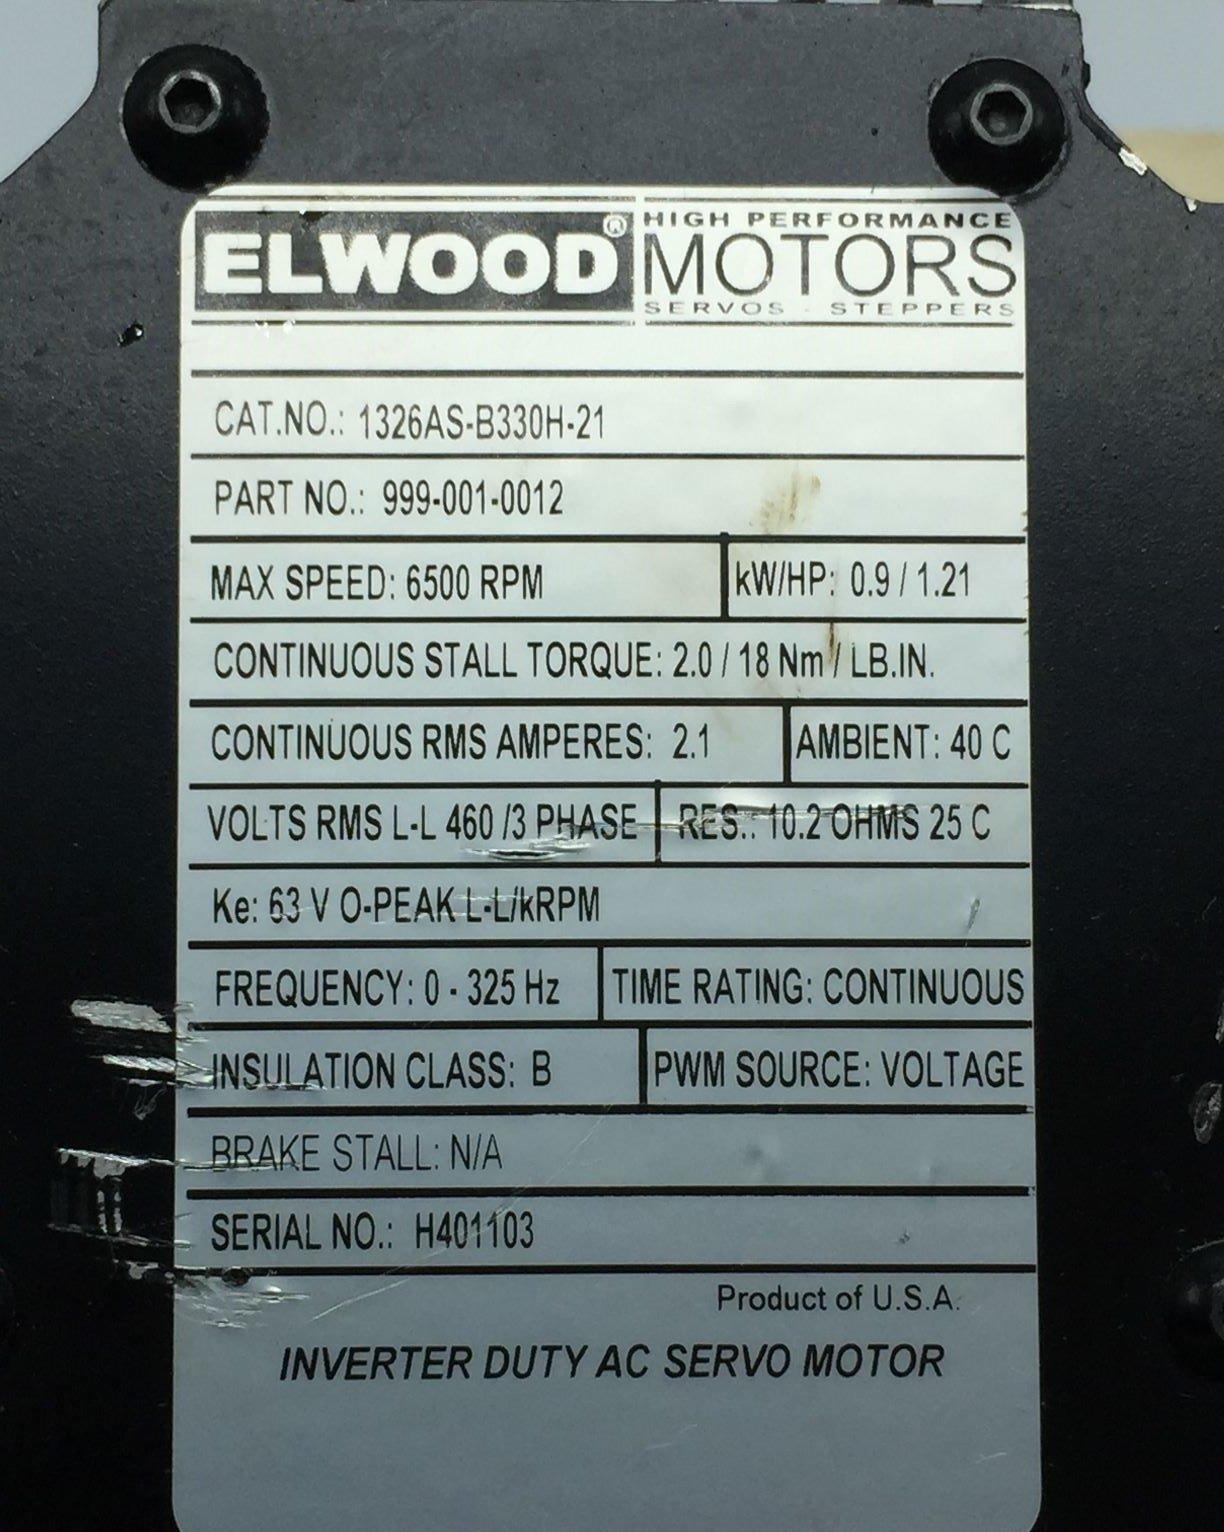 ELWOOD® HIGH PERFORMANCE
MOTORS
SERVOS · STEPPERS
CAT.NO.: 1326AS-B330H-21
PART NO.: 999-001-0012
MAX SPEED: 6500 RPM kW/HP: 0.9 / 1.21
CONTINUOUS STALL TORQUE: 2.0 / 18 Nm / LB.IN.
CONTINUOUS RMS AMPERES: 2.1 AMBIENT: 40 C
VOLTS RMS L-L 460 /3 PHASE RES.: 10.2 OHMS 25 C
Ke: 63 V O-PEAK L-L/kRPM
FREQUENCY: 0 - 325 Hz TIME RATING: CONTINUOUS
INSULATION CLASS: B PWM SOURCE: VOLTAGE
BRAKE STALL: N/A
SERIAL NO.: H401103
Product of U.S.A.
INVERTER DUTY AC SERVO MOTOR